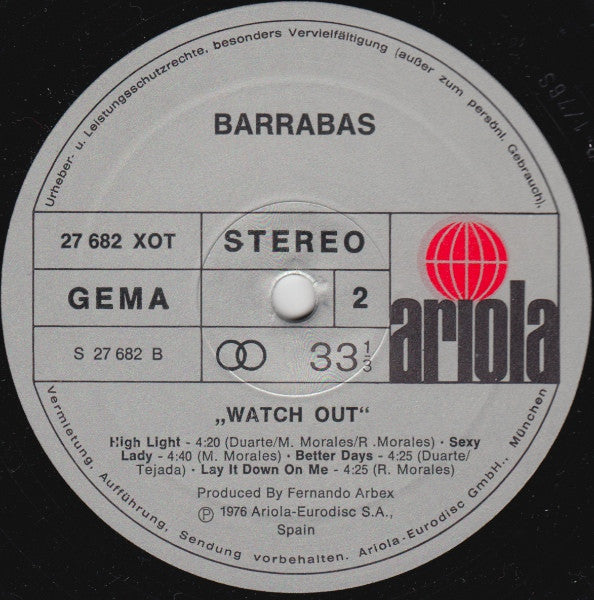 Urheber- u. Leistungsschutzrechte, besonders Vervielfältigung (außer zum persönl. Gebrauch),
BARRABAS
27 682 XOT
STEREO
GEMA
2
S 27 682 B
33 1/3
ariola
„WATCH OUT“
High Light - 4:20 (Duarte/M. Morales/R .Morales) · Sexy
Lady - 4:40 (M. Morales) · Better Days - 4:25 (Duarte/
Tejada) · Lay It Down On Me - 4:25 (R. Morales)
Produced By Fernando Arbex
Ⓟ 1976 Ariola-Eurodisc S.A.,
Spain
Vermietung, Aufführung, Sendung vorbehalten. Ariola-Eurodisc GmbH., München